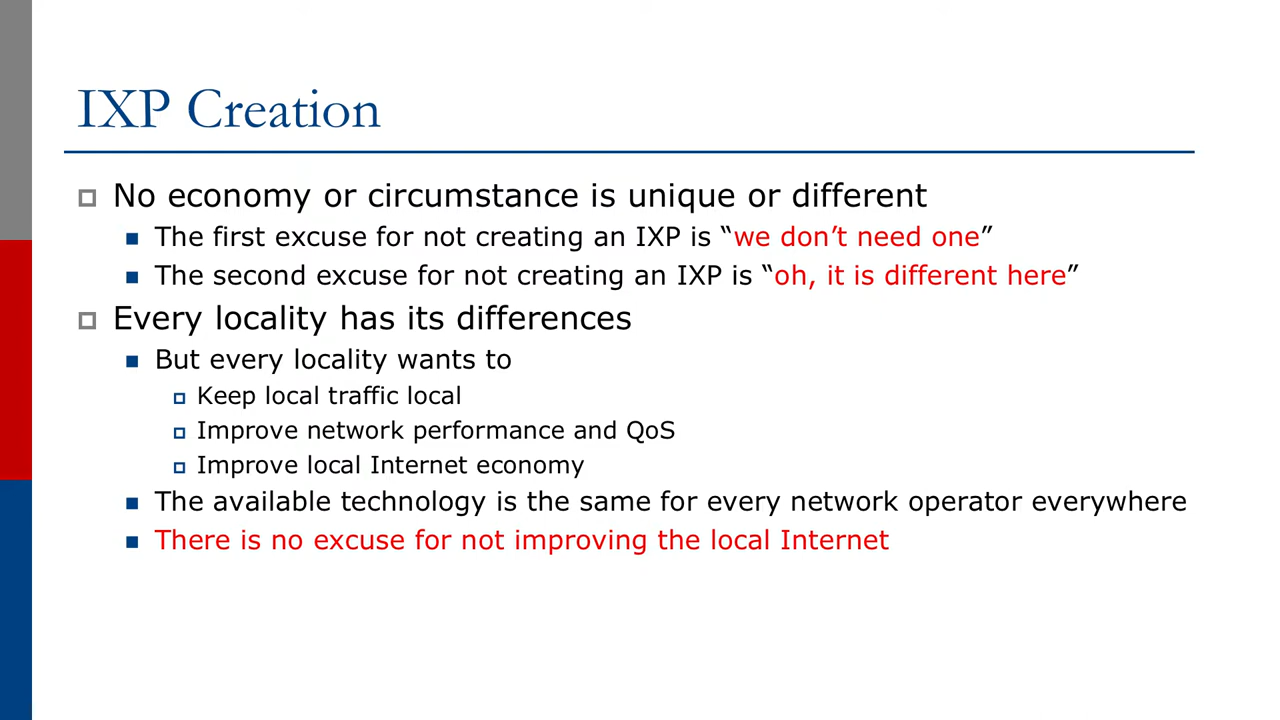 IXP Creation
No economy or circumstance is unique or different
The first excuse for not creating an IXP is “we don’t need one”
The second excuse for not creating an IXP is “oh, it is different here”
Every locality has its differences
But every locality wants to
Keep local traffic local
Improve network performance and QoS
Improve local Internet economy
The available technology is the same for every network operator everywhere
There is no excuse for not improving the local Internet